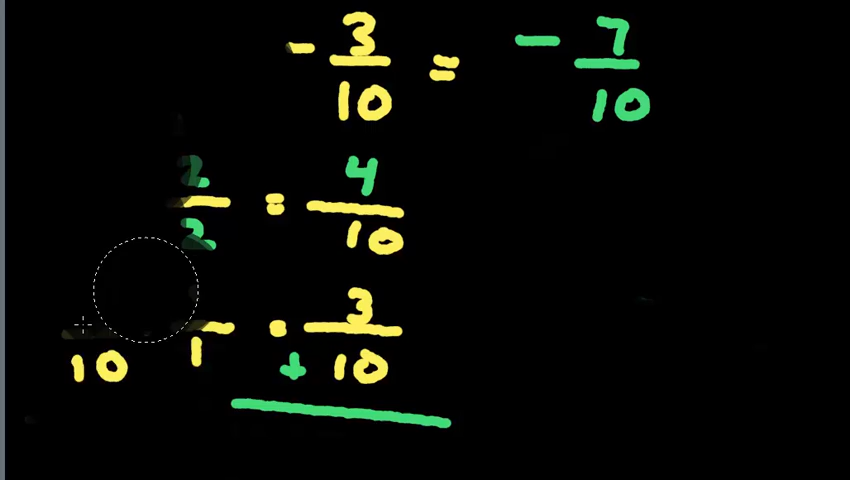 - 3/10 = - 7/10
2/2 = 4/10
/10 /1 = + 3/10